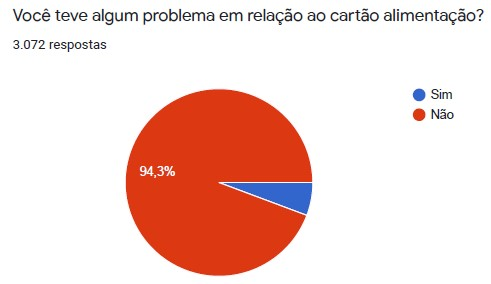 Você teve algum problema em relação ao cartão alimentação?
3.072 respostas
Sim
Não
94,3%